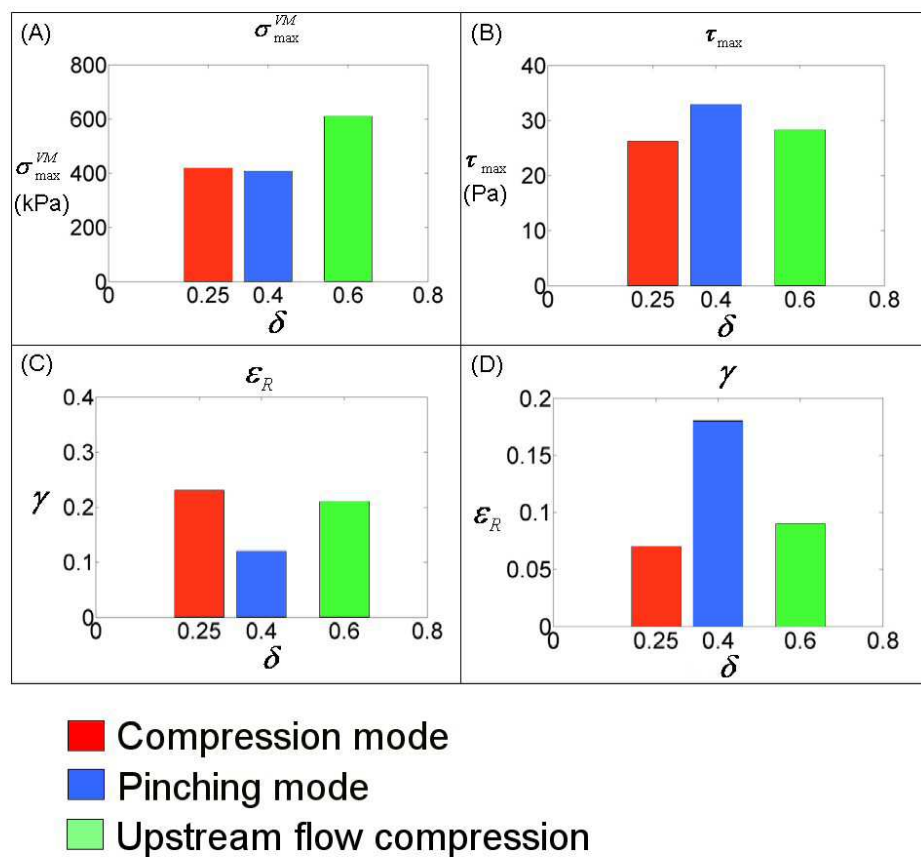 (A) σ_max^VM
800
600
σ_max^VM 400
(kPa)
200
0
0 0.25 0.4 0.6 0.8
δ
(B) τ_max
40
30
τ_max 20
(Pa)
10
0
0 0.25 0.4 0.6 0.8
δ
(C) ε_R
0.4
0.3
γ 0.2
0.1
0
0 0.25 0.4 0.6 0.8
δ
(D) γ
0.2
0.15
ε_R 0.1
0.05
0
0 0.25 0.4 0.6 0.8
δ
Compression mode
Pinching mode
Upstream flow compression